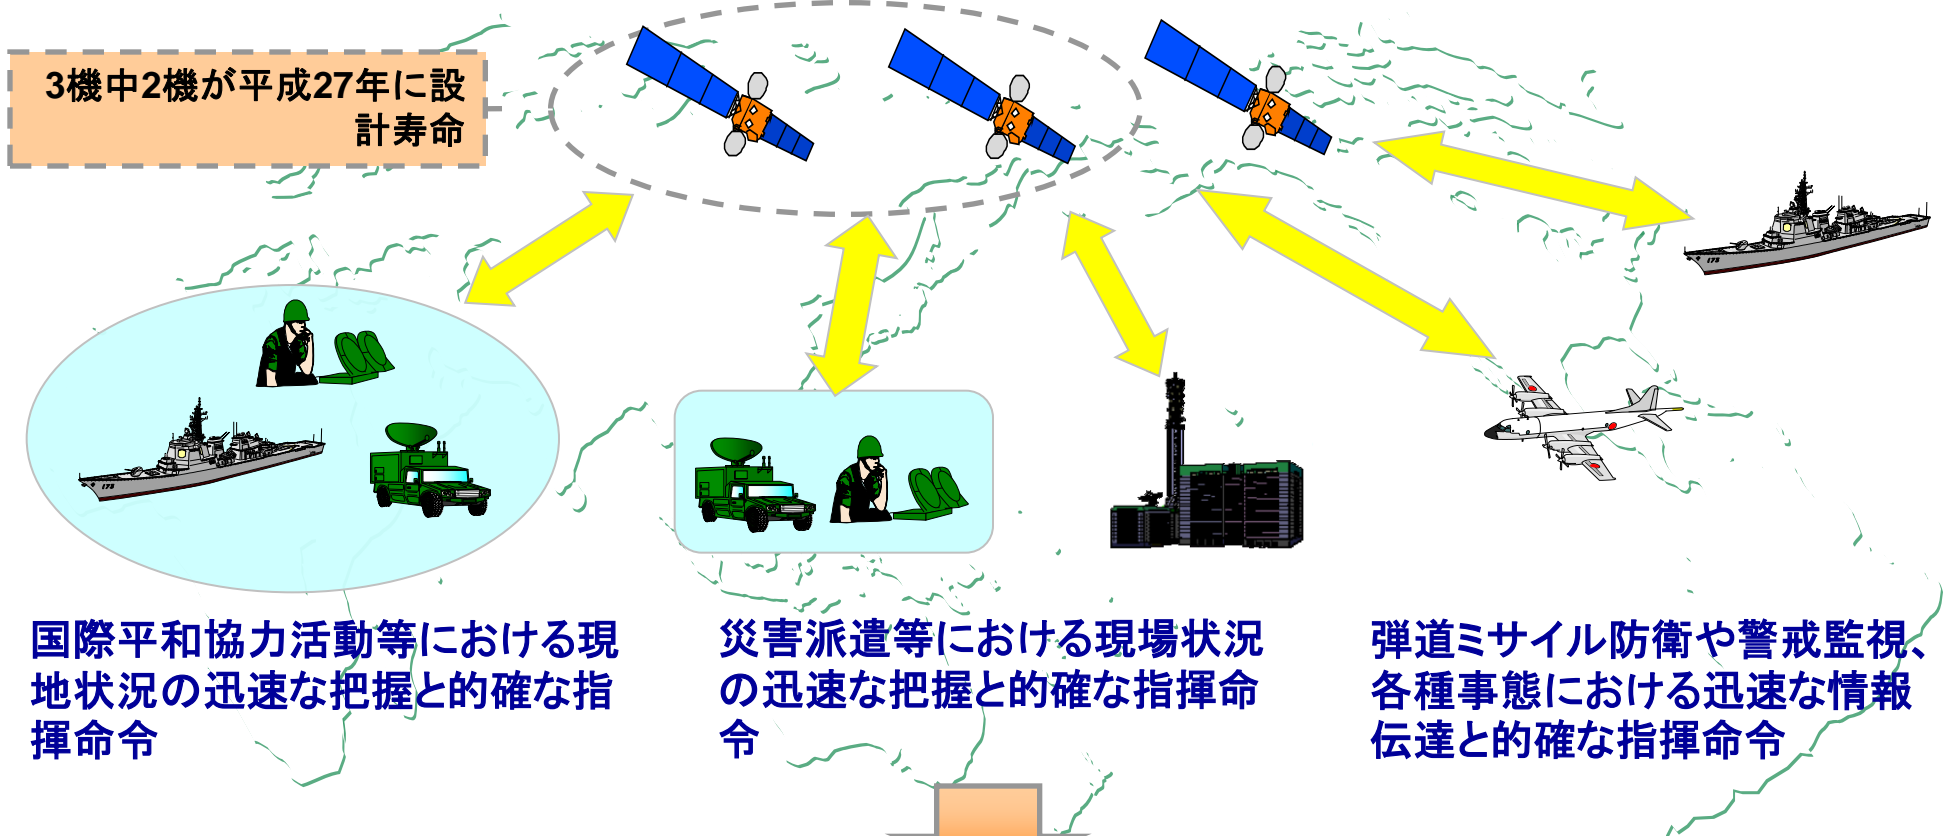 3機中2機が平成27年に設
計寿命
173
173
国際平和協力活動等における現
地状況の迅速な把握と的確な指
揮命令
災害派遣等における現場状況
の迅速な把握と的確な指揮命
令
弾道ミサイル防衛や警戒監視、
各種事態における迅速な情報
伝達と的確な指揮命令